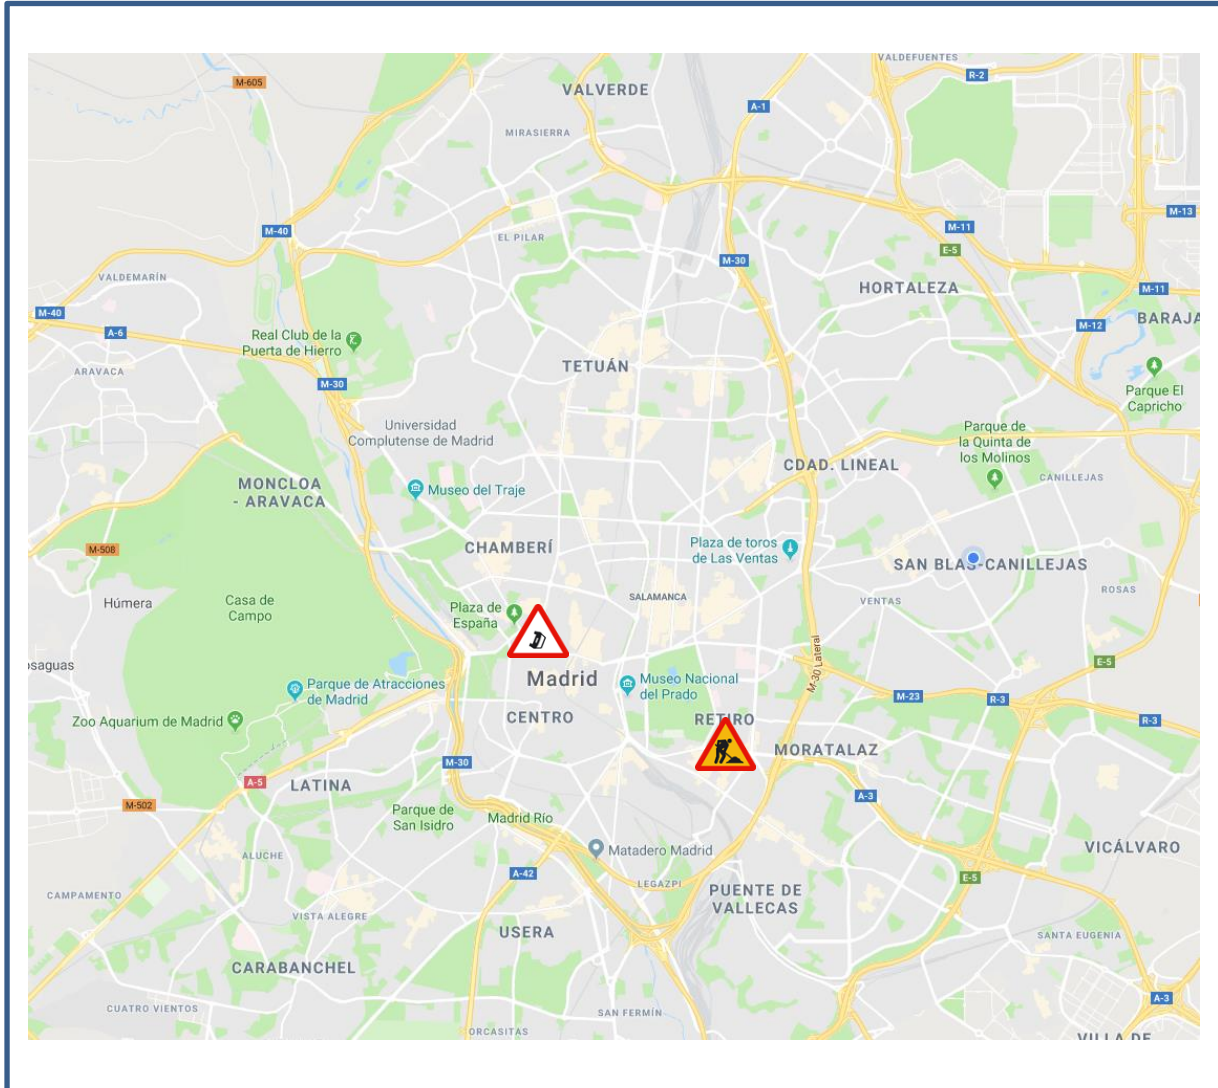 VALDEFUENTES
R-2
M-605
VALVERDE
A-1
MIRASIERRA
M-13
M-40
M-11
EL PILAR
E-5
M-30
VALDEMARÍN
HORTALEZA
M-11
M-40
BARAJA
M-12
A-6
Real Club de la
Puerta de Hierro
TETUÁN
ARAVACA
M-30
Parque El
Capricho
Universidad
Complutense de Madrid
Parque de
la Quinta de
los Molinos
CDAD. LINEAL
CANILLEJAS
MONCLOA
- ARAVACA
Museo del Traje
M-508
CHAMBERÍ
Plaza de toros
de Las Ventas
SAN BLAS-CANILLEJAS
ROSAS
Húmera
Casa de
Campo
Plaza de
España
SALAMANCA
VENTAS
M-30 Lateral
osaguas
E-5
Madrid
Museo Nacional
del Prado
Parque de Atracciones
de Madrid
M-23
R-3
Zoo Aquarium de Madrid
CENTRO
RETIRO
R-3
MORATALAZ
M-30
A-5
LATINA
A-3
M-502
Parque de
San Isidro
Madrid Río
VICÁLVARO
Matadero Madrid
ALUCHE
A-42
E-5
LEGAZPI
CAMPAMENTO
PUENTE DE
VALLECAS
VISTA ALEGRE
USERA
SANTA EUGENIA
CARABANCHEL
A-3
CUATRO VIENTOS
SAN FERMÍN
ORCASITAS
VILLA DE